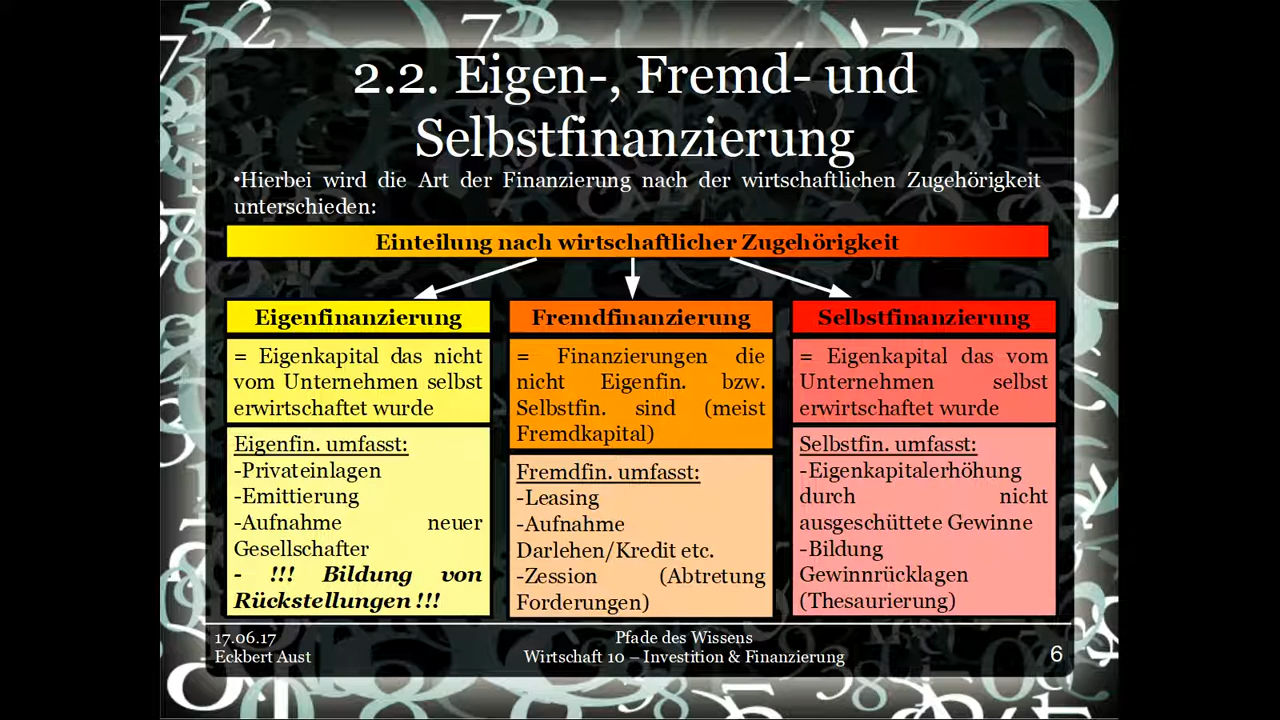 2.2. Eigen-, Fremd- und
Selbstfinanzierung
•Hierbei wird die Art der Finanzierung nach der wirtschaftlichen Zugehörigkeit
unterschieden:
Einteilung nach wirtschaftlicher Zugehörigkeit
Eigenfinanzierung
= Eigenkapital das nicht
vom Unternehmen selbst
erwirtschaftet wurde
Eigenfin. umfasst:
-Privateinlagen
-Emittierung
-Aufnahme neuer
Gesellschafter
- !!! Bildung von
Rückstellungen !!!
Fremdfinanzierung
= Finanzierungen die
nicht Eigenfin. bzw.
Selbstfin. sind (meist
Fremdkapital)
Fremdfin. umfasst:
-Leasing
-Aufnahme
Darlehen/Kredit etc.
-Zession (Abtretung
Forderungen)
Selbstfinanzierung
= Eigenkapital das vom
Unternehmen selbst
erwirtschaftet wurde
Selbstfin. umfasst:
-Eigenkapitalerhöhung
durch nicht
ausgeschüttete Gewinne
-Bildung
Gewinnrücklagen
(Thesaurierung)
17.06.17
Eckbert Aust
Pfade des Wissens
Wirtschaft 10 – Investition & Finanzierung
6